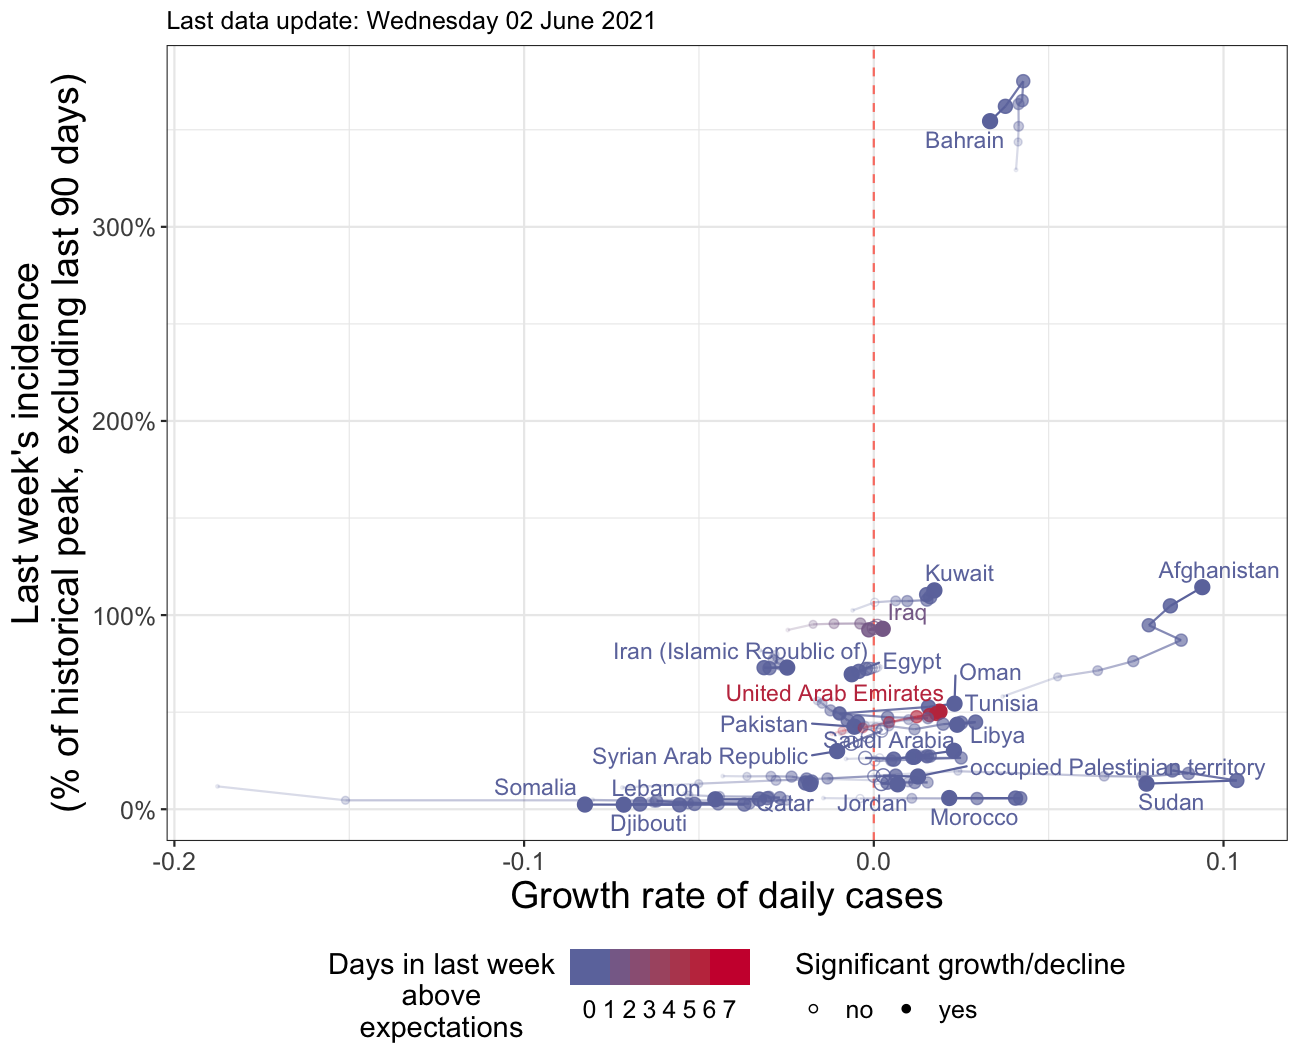 Last data update: Wednesday 02 June 2021
Last week's incidence
(% of historical peak, excluding last 90 days)
300%
200%
100%
0%
Bahrain
Kuwait
Afghanistan
Iraq
Iran (Islamic Republic of)
Egypt
Oman
United Arab Emirates
Tunisia
Pakistan
Libya
Saudi Arabia
Syrian Arab Republic
occupied Palestinian territory
Somalia
Lebanon
Qatar
Jordan
Sudan
Djibouti
Morocco
-0.2
-0.1
0.0
0.1
Growth rate of daily cases
Days in last week
above
expectations
0 1 2 3 4 5 6 7
Significant growth/decline
no
yes